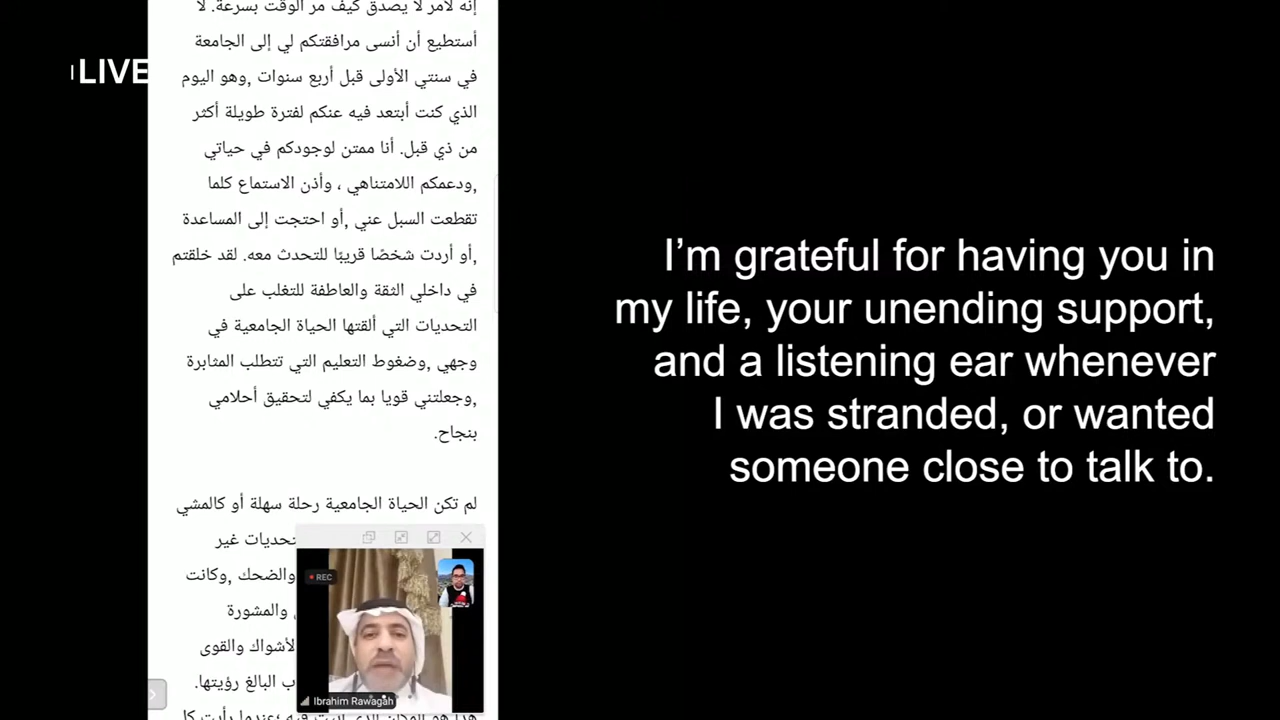 إنه لأمر لا يصدق كيف مر الوقت بسرعة. لا
أستطيع أن أنسى مرافقتكم لي إلى الجامعة
في سنتي الأولى قبل أربع سنوات ,وهو اليوم
الذي كنت أبتعد فيه عنكم لفترة طويلة أكثر
من ذي قبل. أنا ممتن لوجودكم في حياتي
,ودعمكم اللامتناهي ، وأذن الاستماع كلما
تقطعت السبل عني ,أو احتجت إلى المساعدة
,أو أردت شخصًا قريبًا للتحدث معه. لقد خلقتم
في داخلي الثقة والعاطفة للتغلب على
التحديات التي ألقتها الحياة الجامعية في
وجهي ,وضغوط التعليم التي تتطلب المثابرة
,وجعلتني قويا بما يكفي لتحقيق أحلامي
بنجاح.
لم تكن الحياة الجامعية رحلة سهلة أو كالمشي
تحديات غير
والضحك ,وكانت
والمشورة
الأشواك والقوى
ب البالغ رؤيتها.
LIVE
I'm grateful for having you in
my life, your unending support,
and a listening ear whenever
I was stranded, or wanted
someone close to talk to.
REC
Ibrahim Rawagah